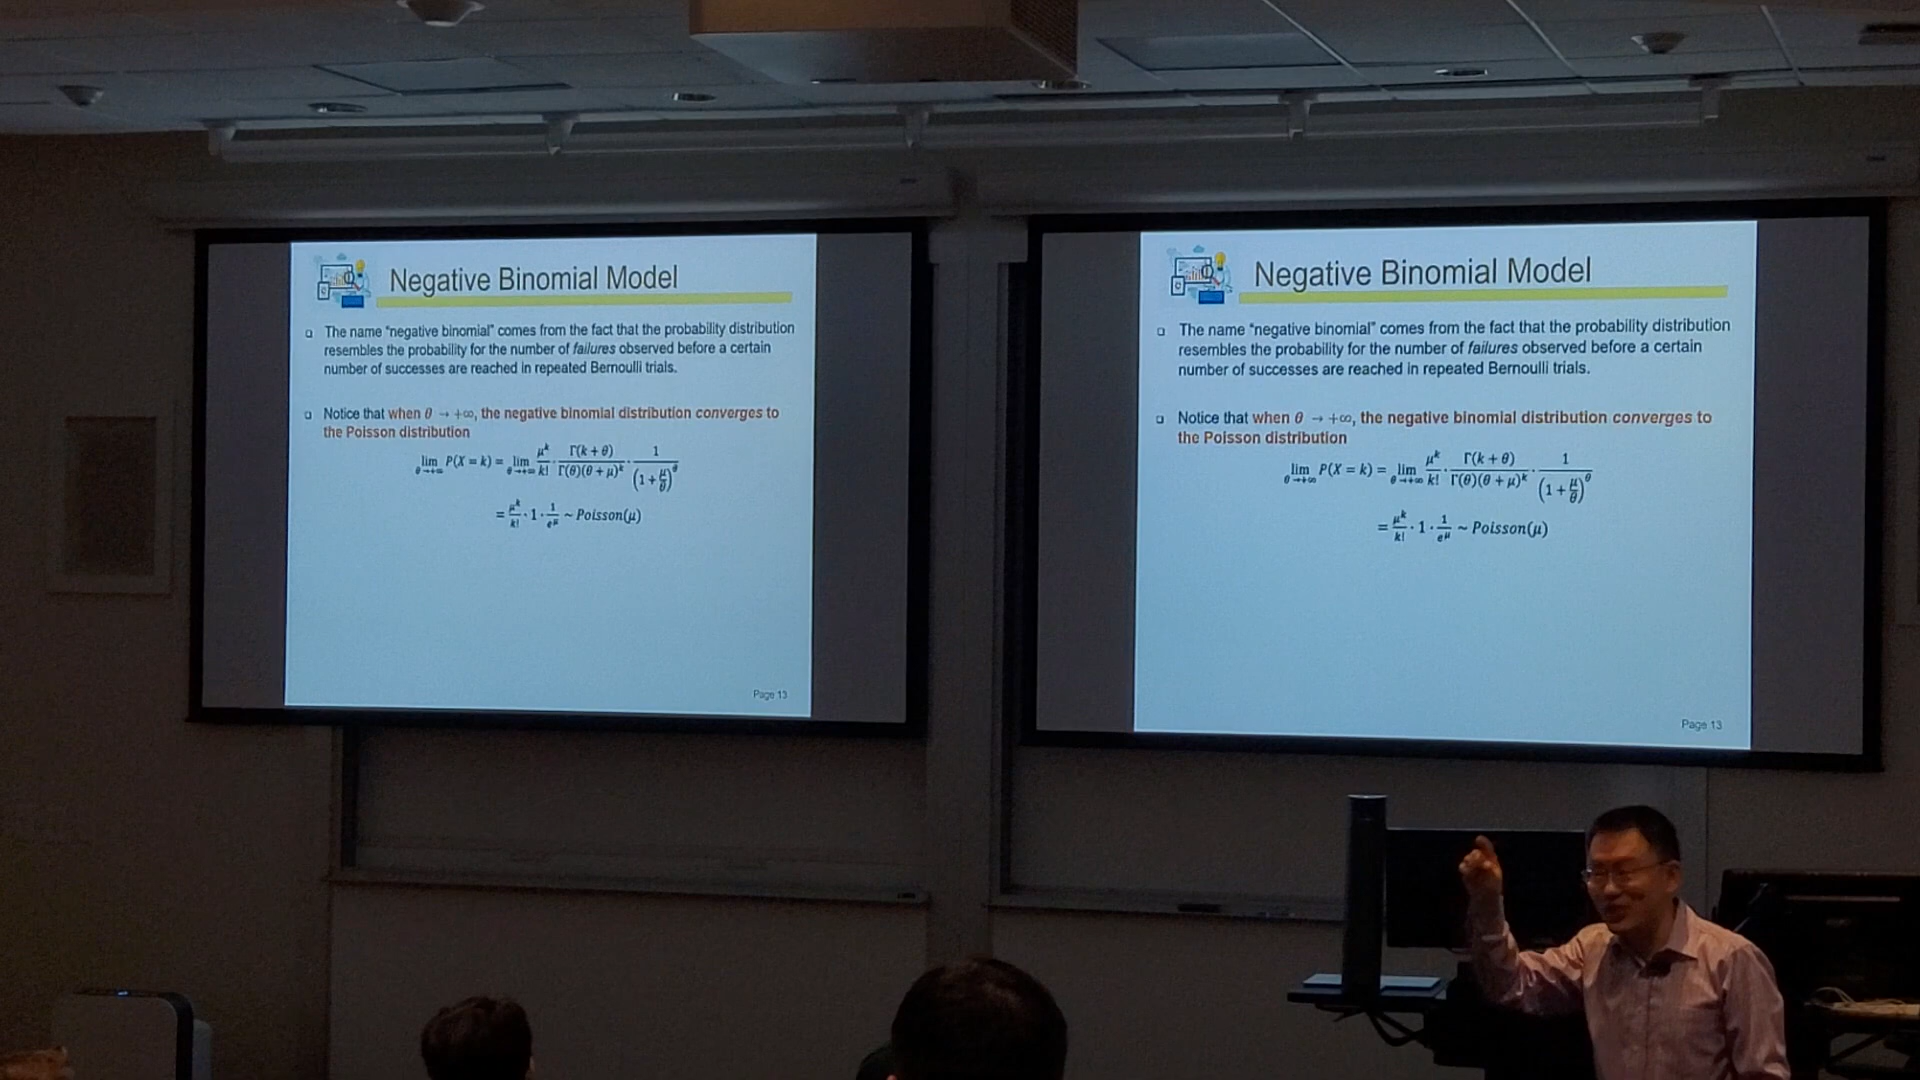 Negative Binomial Model
▫ The name “negative binomial” comes from the fact that the probability distribution
resembles the probability for the number of failures observed before a certain
number of successes are reached in repeated Bernoulli trials.
▫ Notice that when θ → +∞, the negative binomial distribution converges to
the Poisson distribution
lim_{θ→+∞} P(X = k) = lim_{θ→+∞} μ^k/k! · Γ(k + θ)/(Γ(θ)(θ + μ)^k) · 1/(1 + μ/θ)^θ
= μ^k/k! · 1 · 1/e^μ ~ Poisson(μ)
Page 13
Negative Binomial Model
▫ The name “negative binomial” comes from the fact that the probability distribution
resembles the probability for the number of failures observed before a certain
number of successes are reached in repeated Bernoulli trials.
▫ Notice that when θ → +∞, the negative binomial distribution converges to
the Poisson distribution
lim_{θ→+∞} P(X = k) = lim_{θ→+∞} μ^k/k! · Γ(k + θ)/(Γ(θ)(θ + μ)^k) · 1/(1 + μ/θ)^θ
= μ^k/k! · 1 · 1/e^μ ~ Poisson(μ)
Page 13